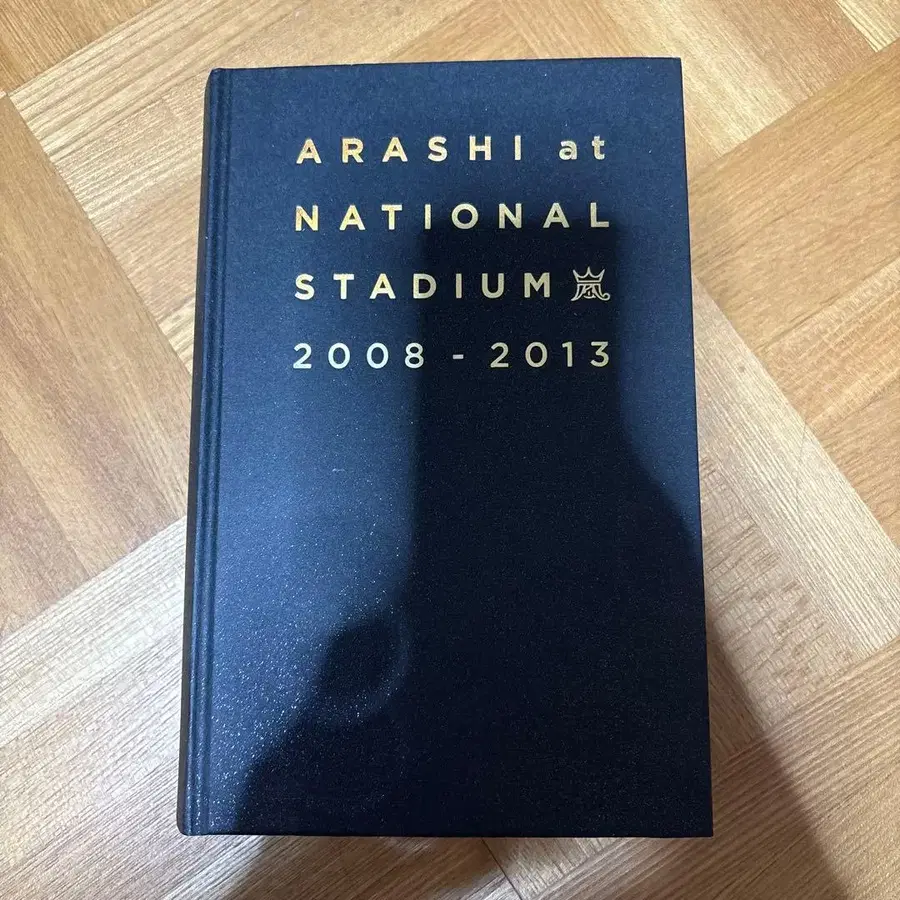 ARASHI at
NATIONAL
STADIUM 嵐
2008 - 2013